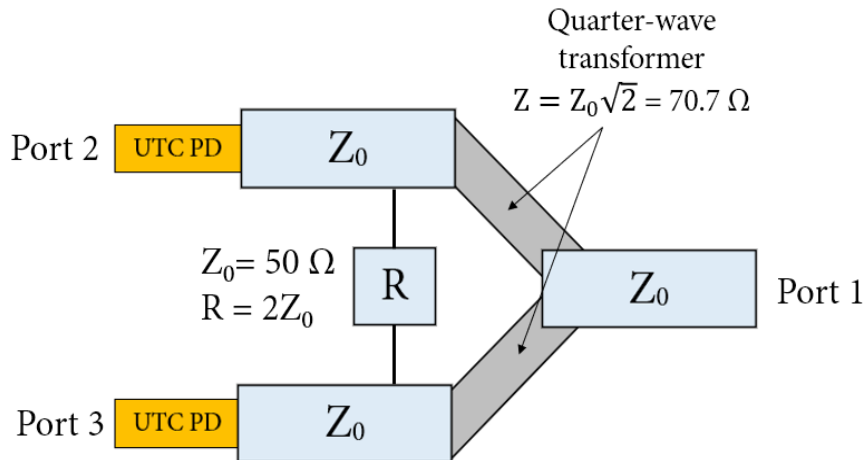 Quarter-wave
transformer
Z = Z₀√2 = 70.7 Ω
Port 2
UTC PD
Z₀
Z₀= 50 Ω
R = 2Z₀
R
Z₀
Port 1
Port 3
UTC PD
Z₀